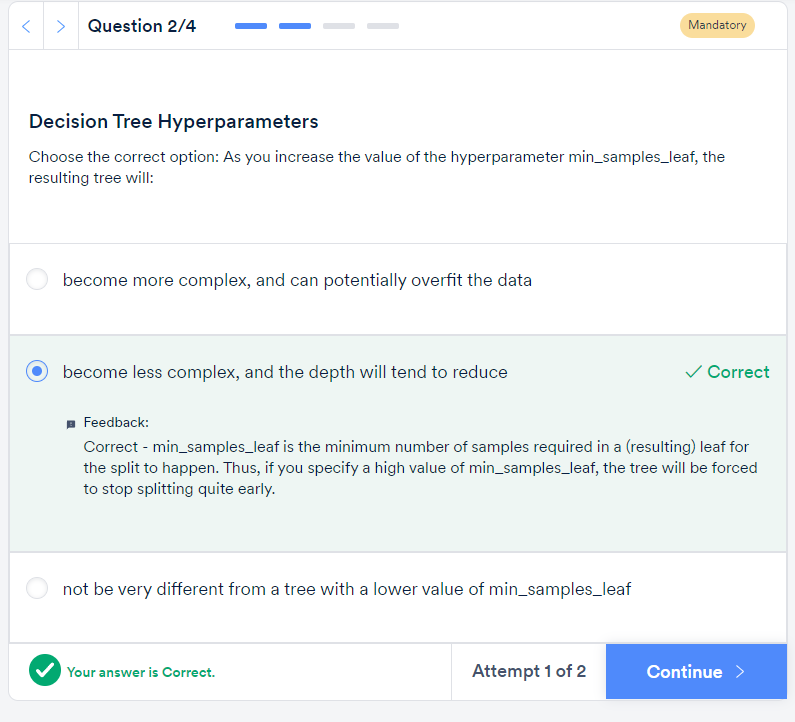 Question 2/4
Mandatory
Decision Tree Hyperparameters
Choose the correct option: As you increase the value of the hyperparameter min_samples_leaf, the
resulting tree will:
become more complex, and can potentially overfit the data
become less complex, and the depth will tend to reduce
Correct
Feedback:
Correct - min_samples_leaf is the minimum number of samples required in a (resulting) leaf for
the split to happen. Thus, if you specify a high value of min_samples_leaf, the tree will be forced
to stop splitting quite early.
not be very different from a tree with a lower value of min_samples_leaf
Your answer is Correct.
Attempt 1 of 2
Continue